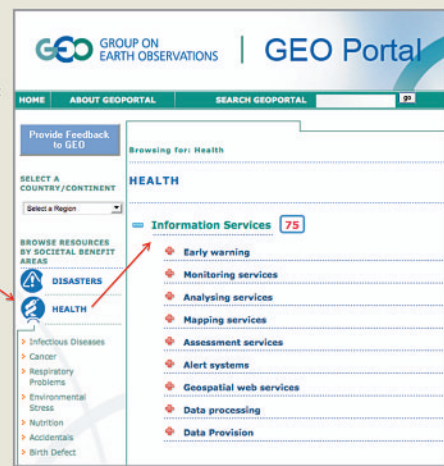 GEO GROUP ON
EARTH OBSERVATIONS
GEO Portal
HOME ABOUT GEOPORTAL SEARCH GEOPORTAL go
Provide Feedback
to GEO
SELECT A
COUNTRY/CONTINENT
Select a Region
BROWSE RESOURCES
BY SOCIETAL BENEFIT
AREAS
DISASTERS
HEALTH
Infectious Diseases
Cancer
Respiratory
Problems
Environmental
Stress
Nutrition
Accidentals
Birth Defect
Browsing for: Health
HEALTH
Information Services 75
Early warning
Monitoring services
Analysing services
Mapping services
Assessment services
Alert systems
Geospatial web services
Data processing
Data Provision